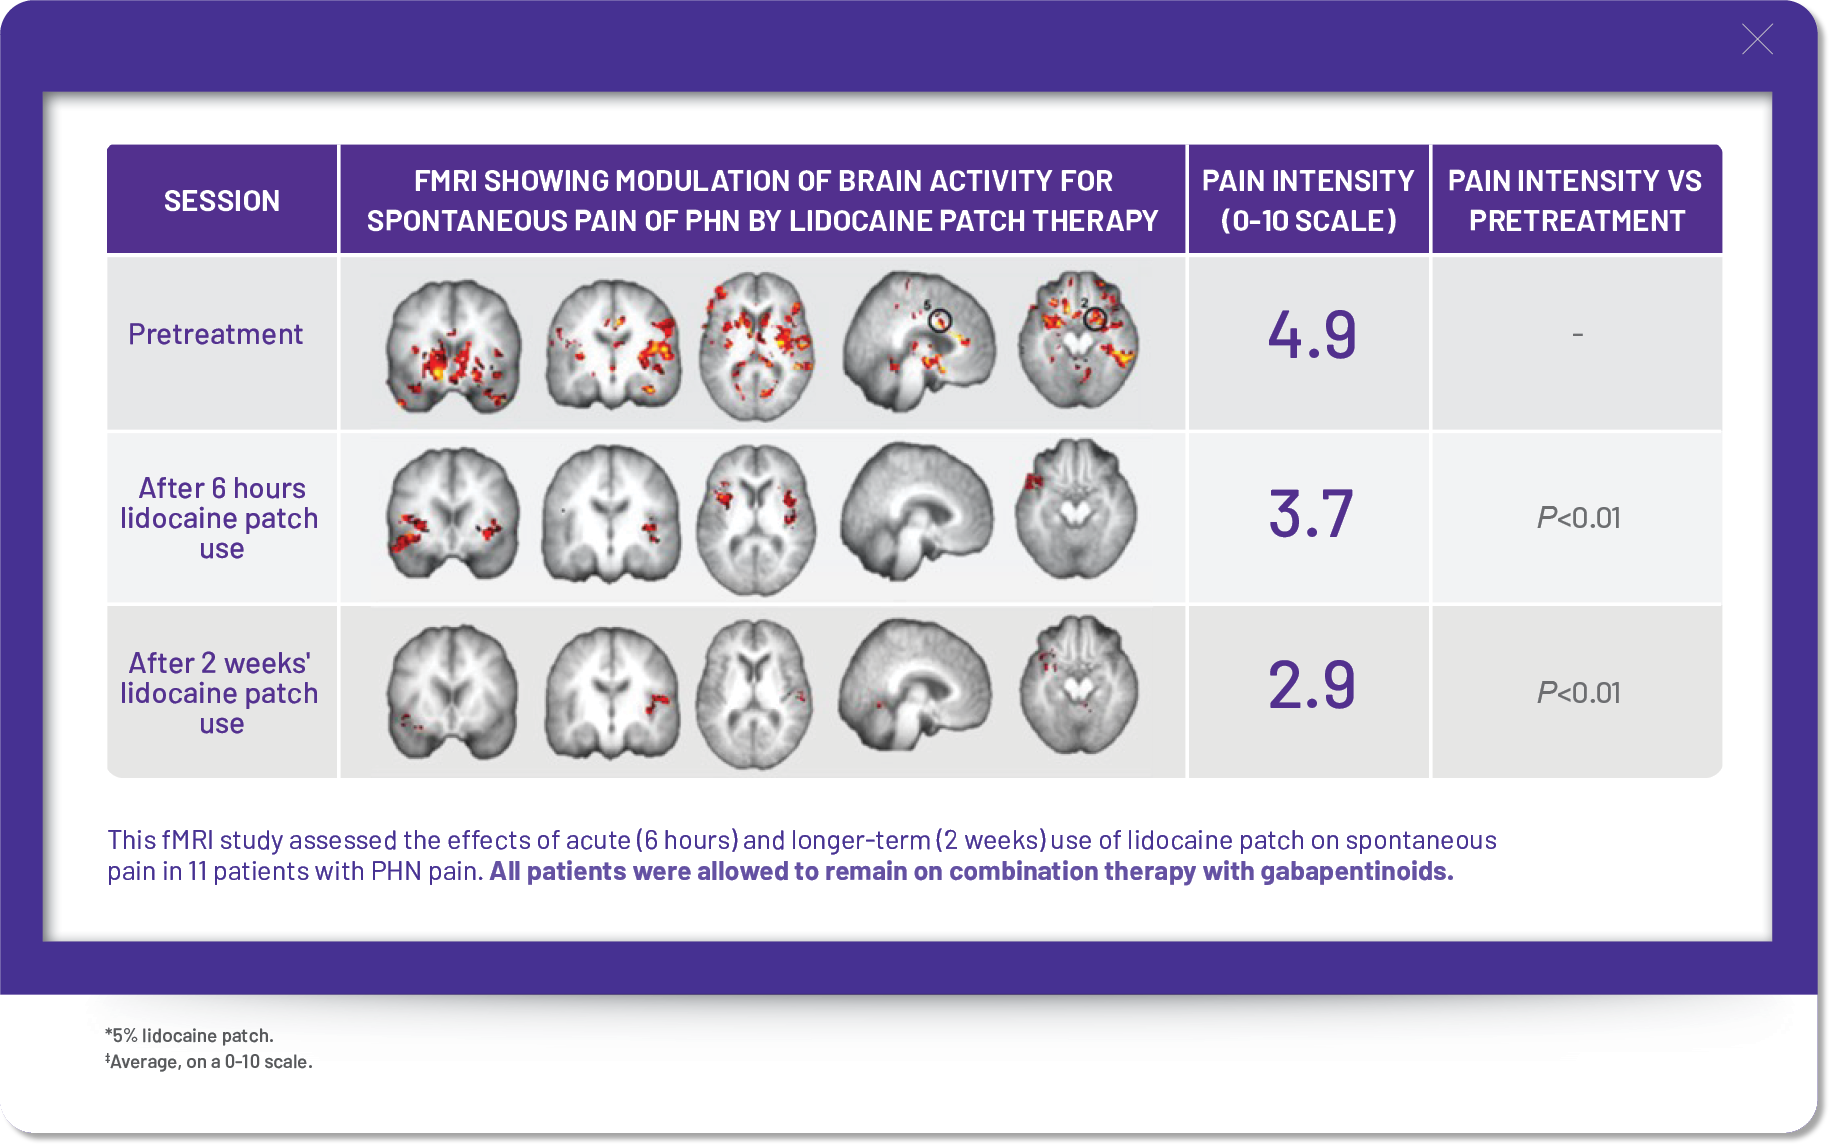 SESSION
FMRI SHOWING MODULATION OF BRAIN ACTIVITY FOR
SPONTANEOUS PAIN OF PHN BY LIDOCAINE PATCH THERAPY
PAIN INTENSITY
(0-10 SCALE)
PAIN INTENSITY VS
PRETREATMENT
Pretreatment
5
2
4.9
-
After 6 hours
lidocaine patch
use
3.7
P<0.01
After 2 weeks'
lidocaine patch
use
2.9
P<0.01
This fMRI study assessed the effects of acute (6 hours) and longer-term (2 weeks) use of lidocaine patch on spontaneous
pain in 11 patients with PHN pain. All patients were allowed to remain on combination therapy with gabapentinoids.
*5% lidocaine patch.
‡Average, on a 0-10 scale.